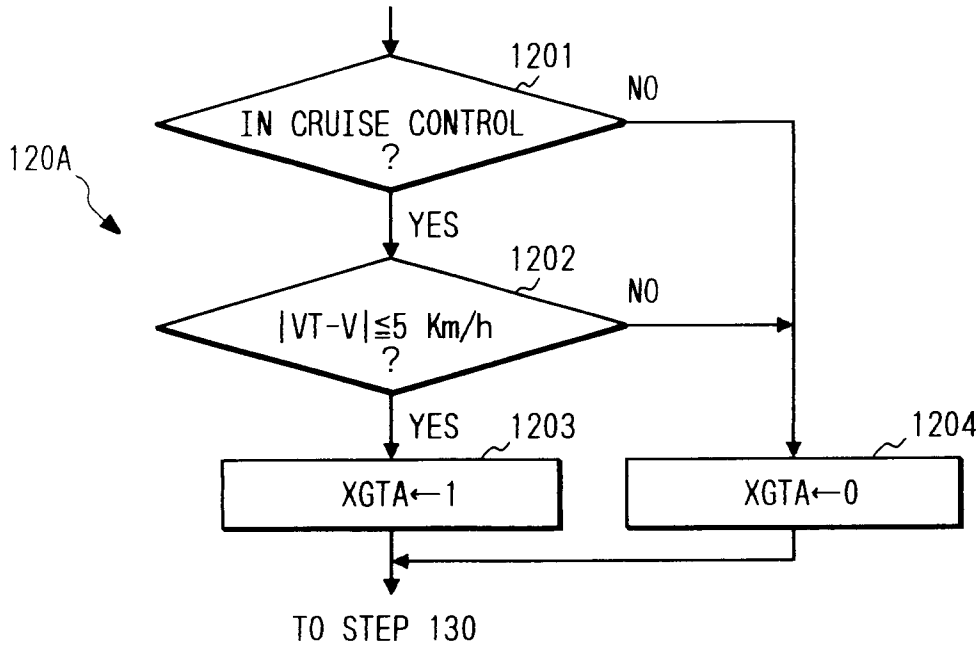 1201
NO
IN CRUISE CONTROL
?
120A
YES
1202
NO
|VT-V|≦5 Km/h
?
YES
1203
1204
XGTA←1
XGTA←0
TO STEP 130